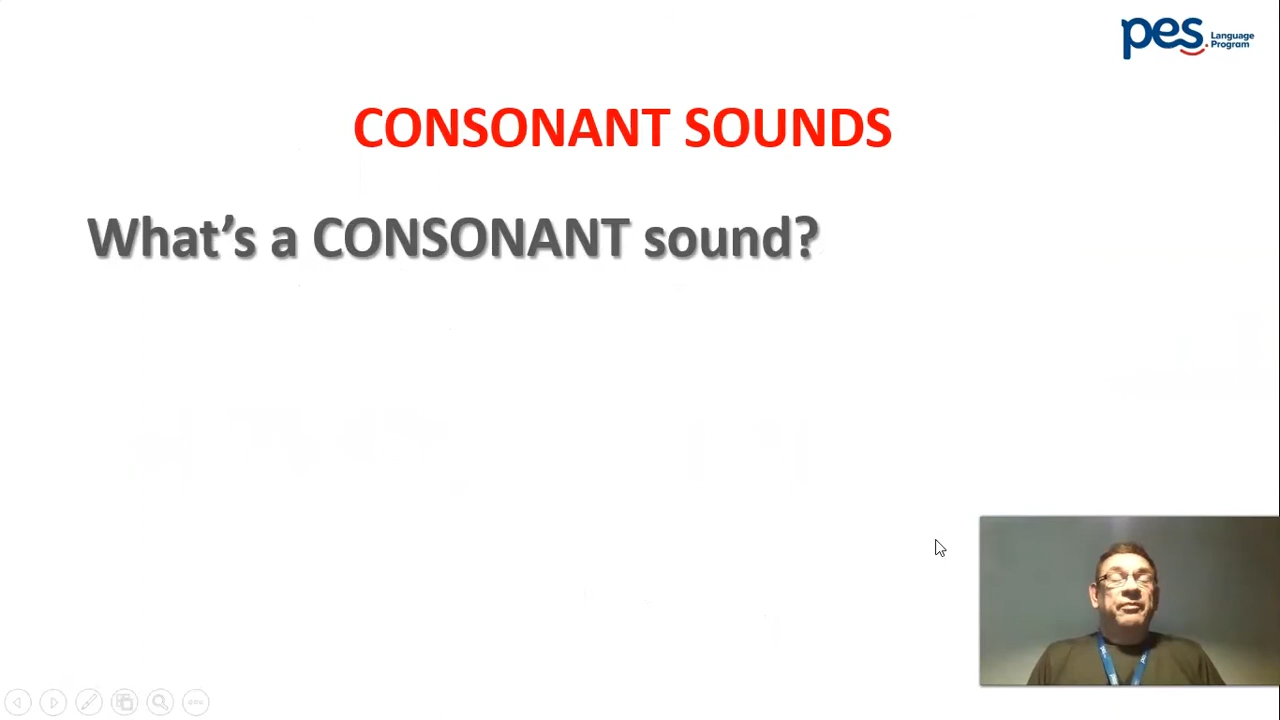 pes. Language
Program
CONSONANT SOUNDS
What's a CONSONANT sound?